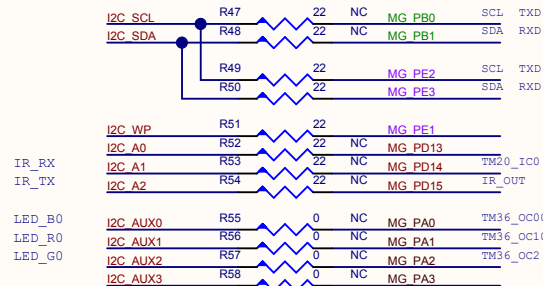 I2C_SCL R47 22 NC MG_PB0 SCL TXD
I2C_SDA R48 22 NC MG_PB1 SDA RXD
R49 22 MG_PE2 SCL TXD
R50 22 MG_PE3 SDA RXD
I2C_WP R51 22 MG_PE1
I2C_A0 R52 22 NC MG_PD13
IR_RX I2C_A1 R53 22 NC MG_PD14 TM20_IC0
IR_TX I2C_A2 R54 22 NC MG_PD15 IR_OUT
LED_B0 I2C_AUX0 R55 0 NC MG_PA0 TM36_OC00
LED_R0 I2C_AUX1 R56 0 NC MG_PA1 TM36_OC10
LED_G0 I2C_AUX2 R57 0 NC MG_PA2 TM36_OC2
I2C_AUX3 R58 0 NC MG_PA3